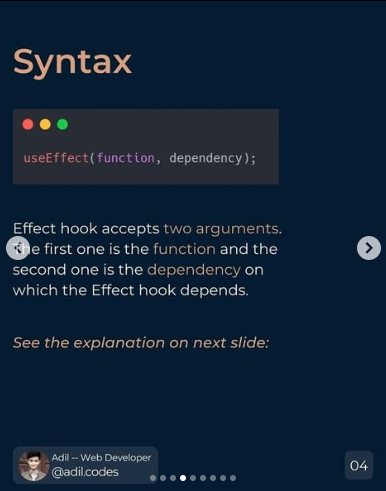 Syntax
useEffect(function, dependency);
Effect hook accepts two arguments.
The first one is the function and the
second one is the dependency on
which the Effect hook depends.
See the explanation on next slide:
Adil -- Web Developer
@adil.codes
04